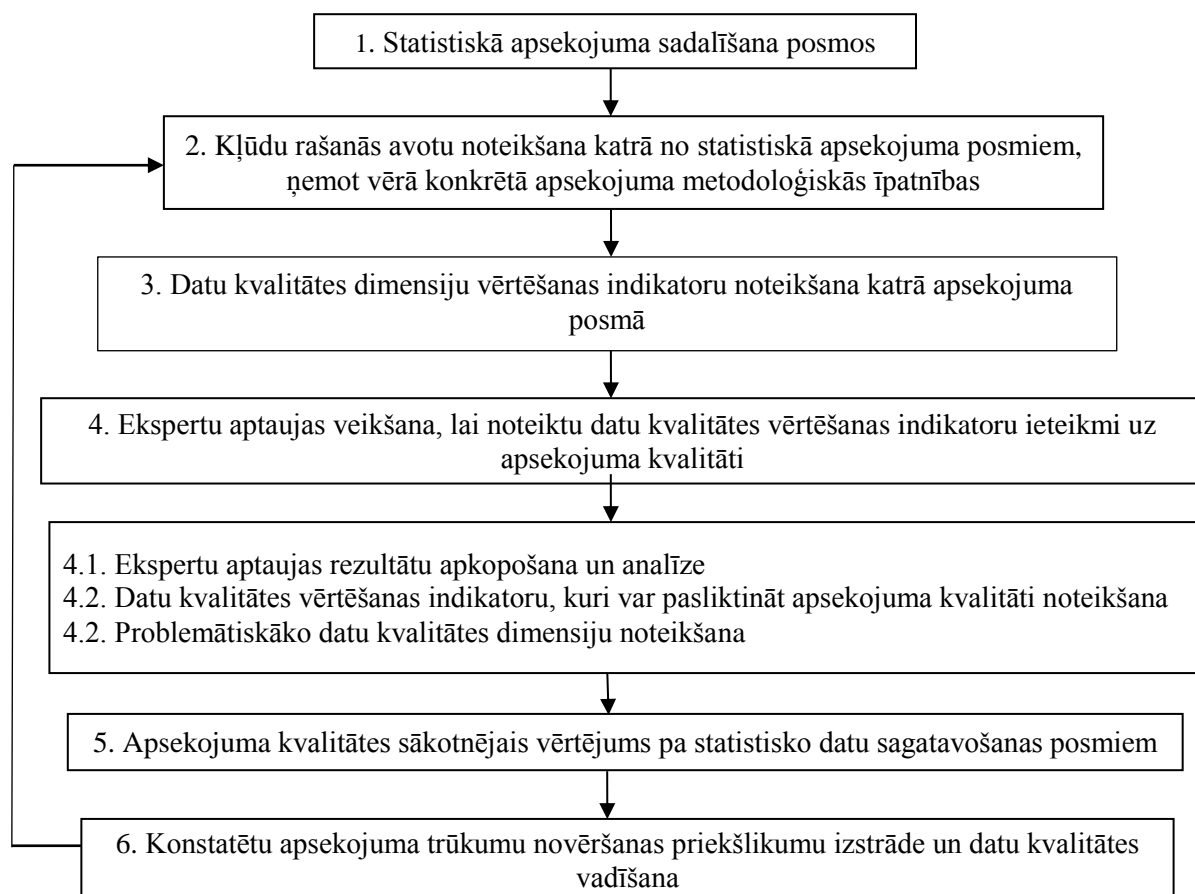 1. Statistiskā apsekojuma sadalīšana posmos
2. Kļūdu rašanās avotu noteikšana katrā no statistiskā apsekojuma posmiem,
ņemot vērā konkrētā apsekojuma metodoloģiskās īpatnības
3. Datu kvalitātes dimensiju vērtēšanas indikatoru noteikšana katrā apsekojuma
posmā
4. Ekspertu aptaujas veikšana, lai noteiktu datu kvalitātes vērtēšanas indikatoru ieteikmi uz
apsekojuma kvalitāti
4.1. Ekspertu aptaujas rezultātu apkopošana un analīze
4.2. Datu kvalitātes vērtēšanas indikatoru, kuri var pasliktināt apsekojuma kvalitāti noteikšana
4.2. Problemātiskāko datu kvalitātes dimensiju noteikšana
5. Apsekojuma kvalitātes sākotnējais vērtējums pa statistisko datu sagatavošanas posmiem
6. Konstatētu apsekojuma trūkumu novēršanas priekšlikumu izstrāde un datu kvalitātes
vadīšana